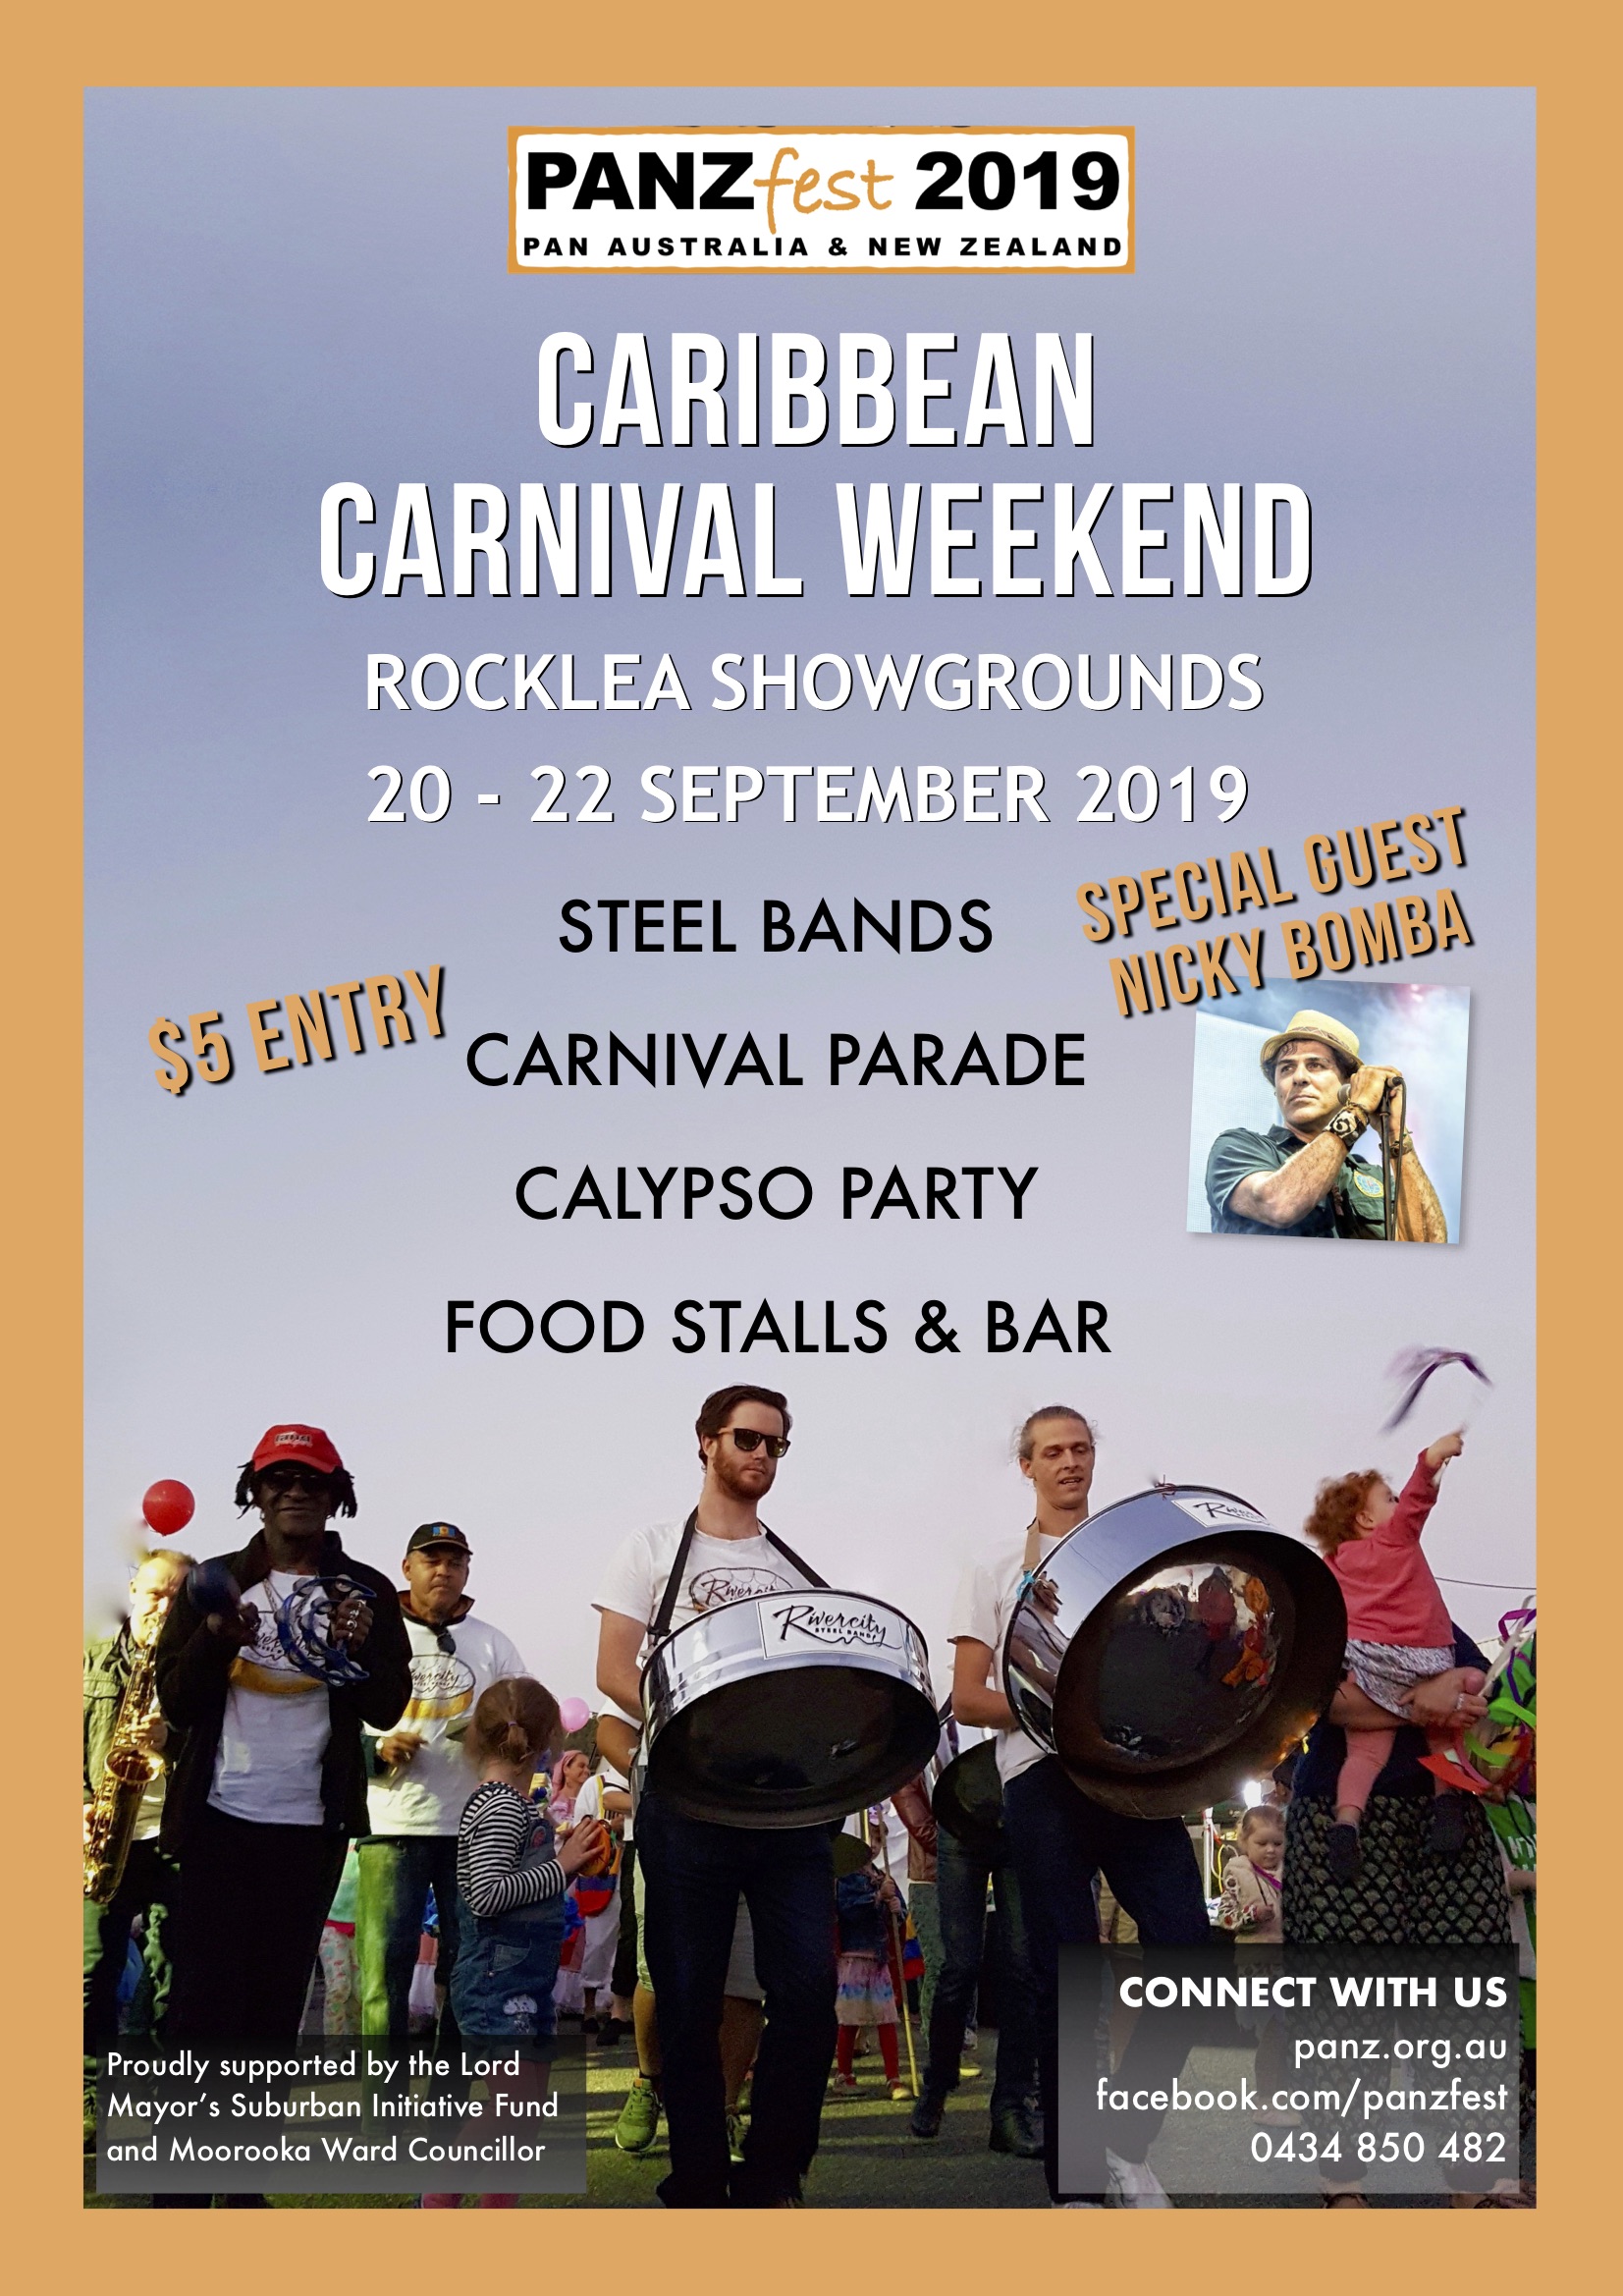 PANZfest 2019
PAN AUSTRALIA & NEW ZEALAND
CARIBBEAN
CARNIVAL WEEKEND
ROCKLEA SHOWGROUNDS
20 - 22 SEPTEMBER 2019
SPECIAL GUEST
NICKY BOMBA
STEEL BANDS
$5 ENTRY
CARNIVAL PARADE
CALYPSO PARTY
FOOD STALLS & BAR
Rivercity
STEEL BAND
Proudly supported by the Lord
Mayor’s Suburban Initiative Fund
and Moorooka Ward Councillor
CONNECT WITH US
panz.org.au
facebook.com/panzfest
0434 850 482